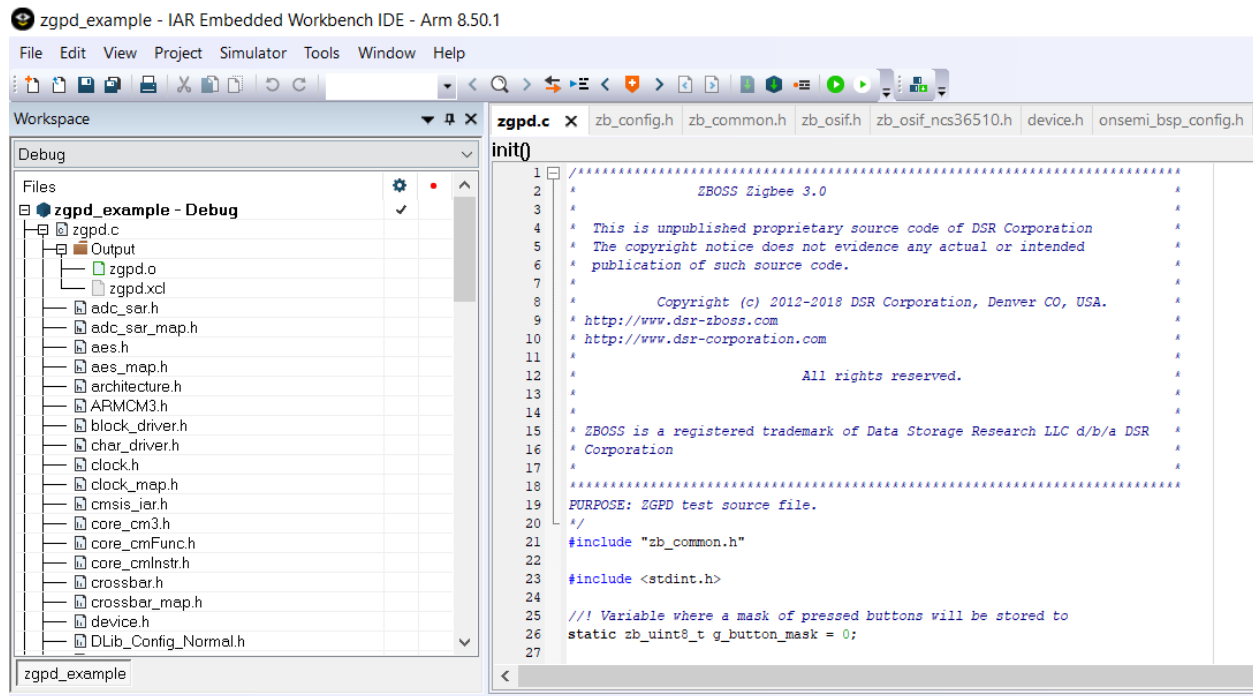 zgpd_example - IAR Embedded Workbench IDE - Arm 8.50.1
File Edit View Project Simulator Tools Window Help
Workspace
Debug
Files
zgpd_example - Debug
zgpd.c
Output
zgpd.o
zgpd.xcl
adc_sar.h
adc_sar_map.h
aes.h
aes_map.h
architecture.h
ARMCM3.h
block_driver.h
char_driver.h
clock.h
clock_map.h
cmsis_iar.h
core_cm3.h
core_cmFunc.h
core_cmInstr.h
crossbar.h
crossbar_map.h
device.h
DLib_Config_Normal.h
zgpd_example
zgpd.c zb_config.h zb_common.h zb_osif.h zb_osif_ncs36510.h device.h onsemi_bsp_config.h
init()
1 /***************************************************************************
2 * ZBOSS Zigbee 3.0 *
3 * *
4 * This is unpublished proprietary source code of DSR Corporation *
5 * The copyright notice does not evidence any actual or intended *
6 * publication of such source code. *
7 * *
8 * Copyright (c) 2012-2018 DSR Corporation, Denver CO, USA. *
9 * http://www.dsr-zboss.com *
10 * http://www.dsr-corporation.com *
11 * *
12 * All rights reserved. *
13 * *
14 * *
15 * ZBOSS is a registered trademark of Data Storage Research LLC d/b/a DSR *
16 * Corporation *
17 * *
18 ****************************************************************************
19 PURPOSE: ZGPD test source file.
20 */
21 #include "zb_common.h"
22
23 #include <stdint.h>
24
25 //! Variable where a mask of pressed buttons will be stored to
26 static zb_uint8_t g_button_mask = 0;
27